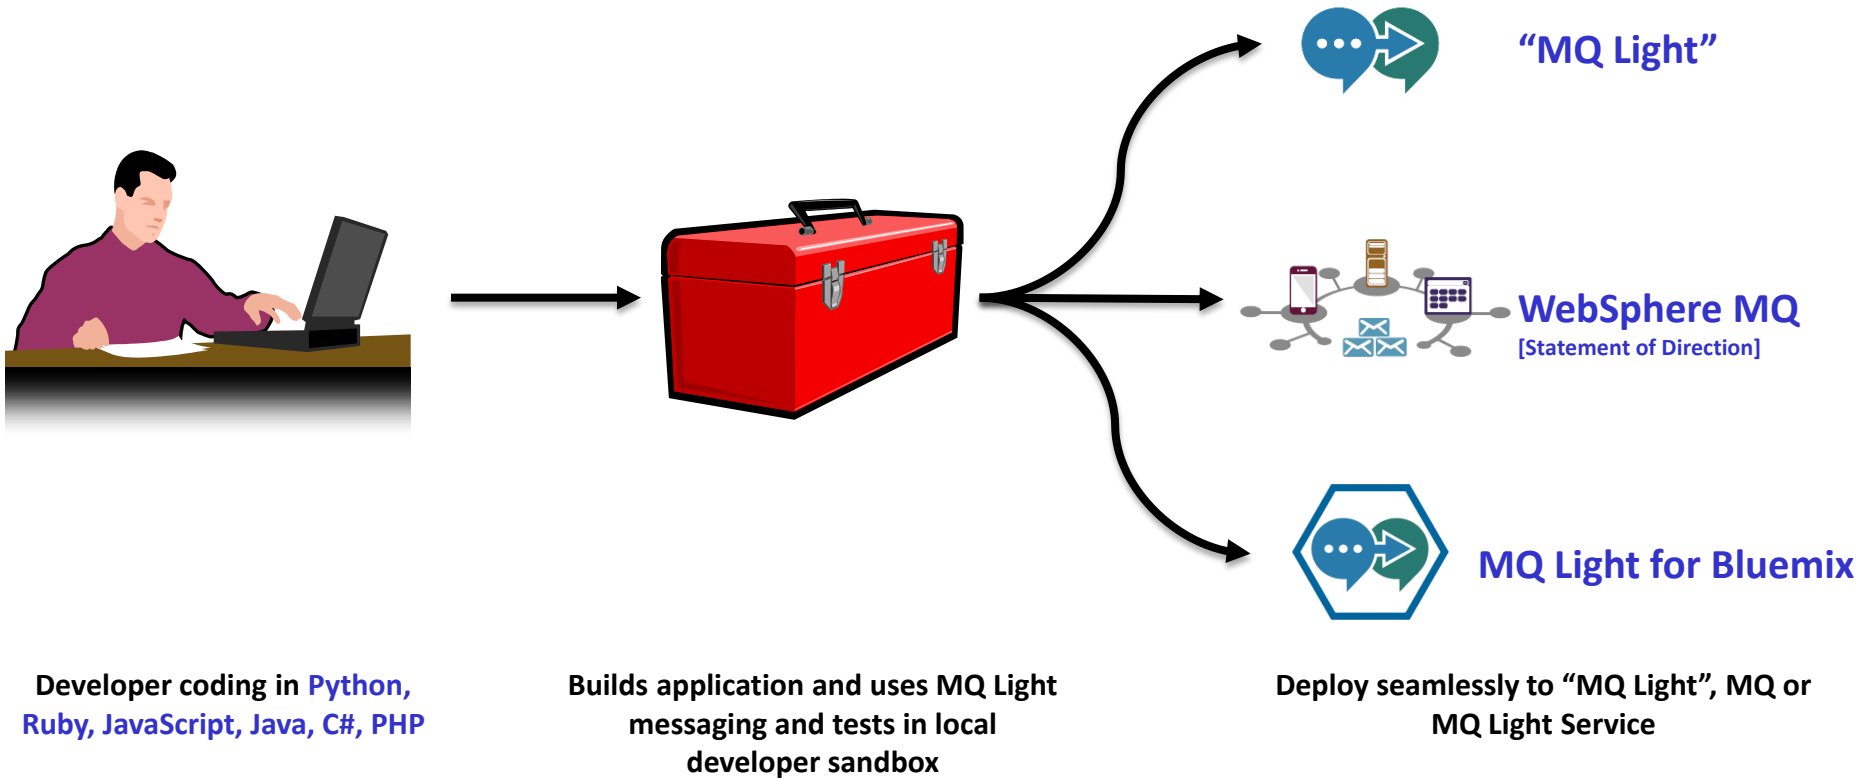 “MQ Light”
WebSphere MQ
[Statement of Direction]
MQ Light for Bluemix
Developer coding in Python,
Ruby, JavaScript, Java, C#, PHP
Builds application and uses MQ Light
messaging and tests in local
developer sandbox
Deploy seamlessly to “MQ Light”, MQ or
MQ Light Service